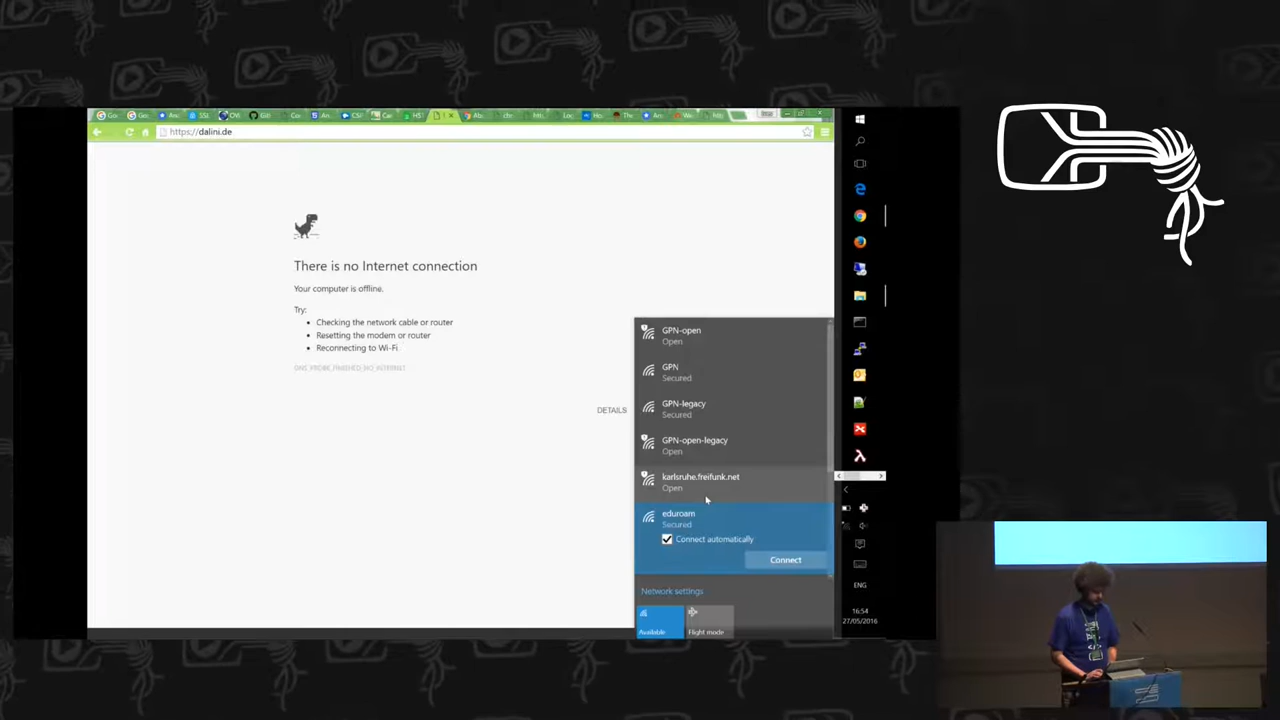 https://dalini.de
There is no Internet connection
Your computer is offline.
Try:
Checking the network cable or router
Resetting the modem or router
Reconnecting to Wi-Fi
DNS_PROBE_FINISHED_NO_INTERNET
DETAILS
GPN-open
Open
GPN
Secured
GPN-legacy
Secured
GPN-open-legacy
Open
karlsruhe.freifunk.net
Open
eduroam
Secured
Connect automatically
Connect
Network settings
Available
Flight mode
ENG
16:54
27/05/2016